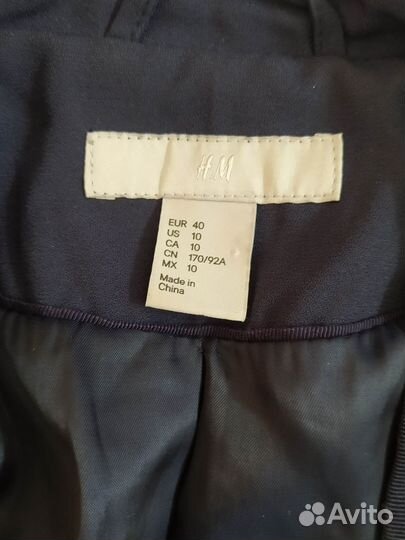 H&M
EUR 40
US 10
CA 10
CN 170/92A
MX 10
Made in
China
Avito